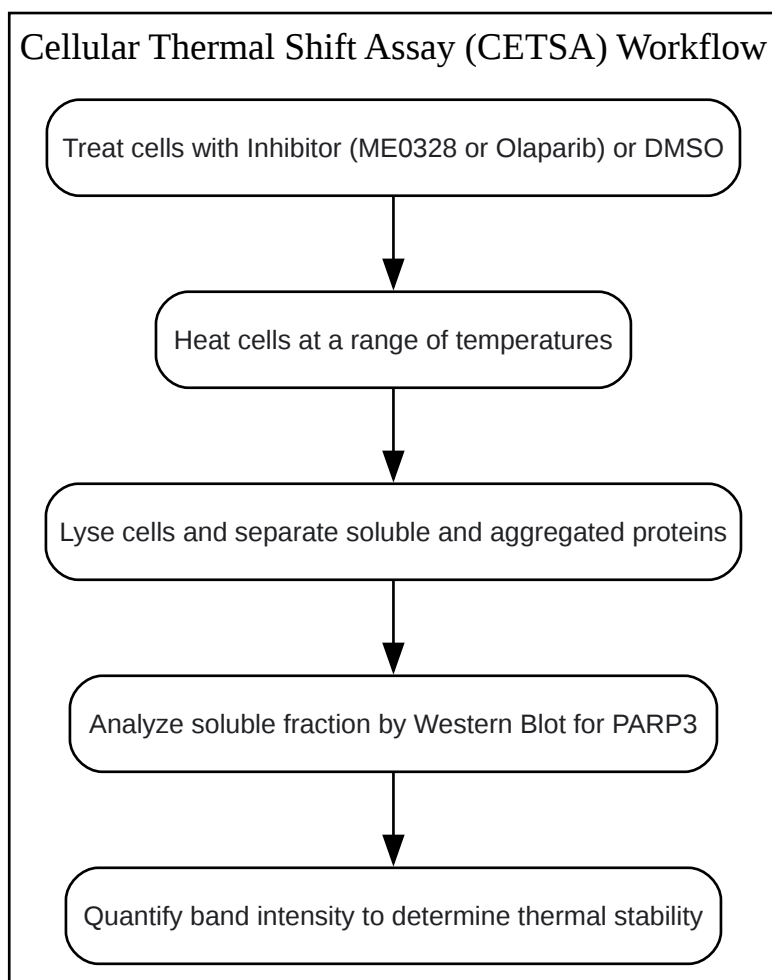 Cellular Thermal Shift Assay (CETSA) Workflow
Treat cells with Inhibitor (ME0328 or Olaparib) or DMSO
Heat cells at a range of temperatures
Lyse cells and separate soluble and aggregated proteins
Analyze soluble fraction by Western Blot for PARP3
Quantify band intensity to determine thermal stability